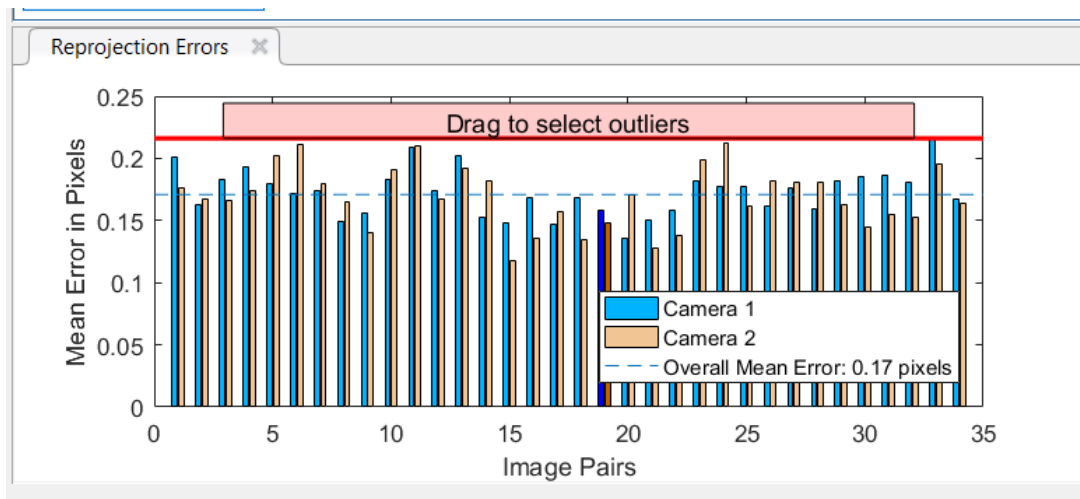 Reprojection Errors
0.25
Drag to select outliers
0.2
0.15
0.1
0.05
0
Mean Error in Pixels
Camera 1
Camera 2
Overall Mean Error: 0.17 pixels
0 5 10 15 20 25 30 35
Image Pairs